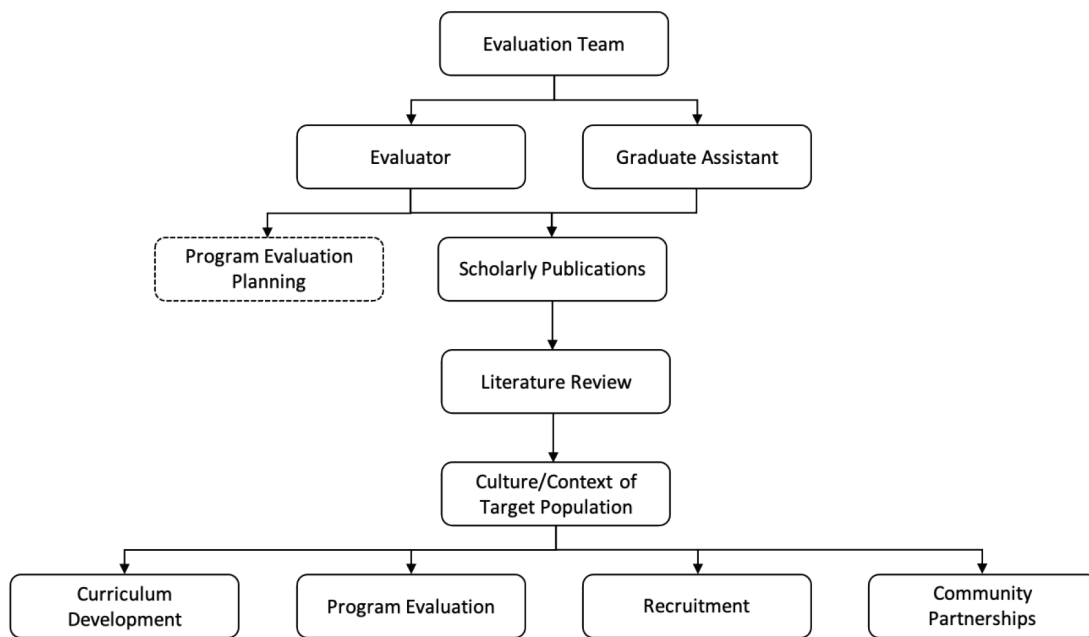 Evaluation Team
Evaluator
Graduate Assistant
Program Evaluation
Planning
Scholarly Publications
Literature Review
Culture/Context of
Target Population
Curriculum
Development
Program Evaluation
Recruitment
Community
Partnerships